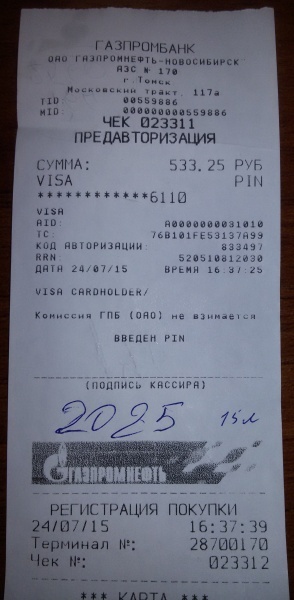 ГАЗПРОМБАНК
ОАО ГАЗПРОМНЕФТЬ-НОВОСИБИРСК
АЗС № 170
г.Томск
Московский тракт, 117а
TID: 00559886
MID: 000000000559886
ЧЕК 023311
ПРЕДАВТОРИЗАЦИЯ
СУММА: 533.25 РУБ
VISA PIN
************6110
VISA
AID: A0000000031010
TC: 76B101FE53137A99
КОД АВТОРИЗАЦИИ: 833497
RRN: 520510812030
ДАТА 24/07/15 ВРЕМЯ 16:37:25
VISA CARDHOLDER/
Комиссия ГПБ (ОАО) не взимается
ВВЕДЕН PIN
(ПОДПИСЬ КАССИРА)
2025 15л
ГАЗПРОМНЕФТЬ
РЕГИСТРАЦИЯ ПОКУПКИ
24/07/15 16:37:39
Терминал №: 28700170
Чек №: 023312
*** КАРТА ***